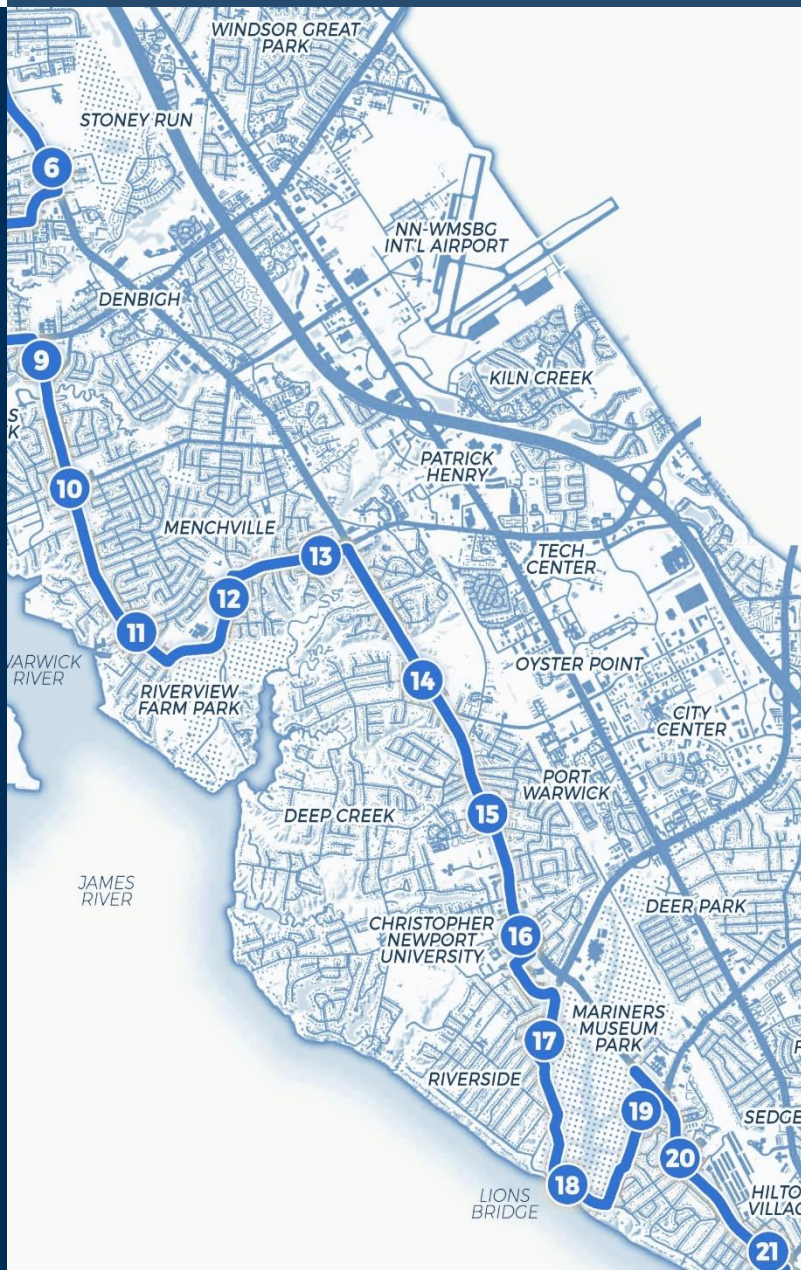 WINDSOR GREAT
PARK
STONEY RUN
6
NN-WMSBG
INT'L AIRPORT
DENBIGH
9
KILN CREEK
S
K
PATRICK
HENRY
10
MENCHVILLE
13
TECH
CENTER
12
11
WARWICK
RIVER
OYSTER POINT
14
RIVERVIEW
FARM PARK
CITY
CENTER
PORT
WARWICK
DEEP CREEK
15
JAMES
RIVER
DEER PARK
CHRISTOPHER
NEWPORT
UNIVERSITY
16
MARINERS
MUSEUM
PARK
17
RIVERSIDE
F
19
SEDGE
20
18
LIONS
BRIDGE
HILTO
VILLAG
21